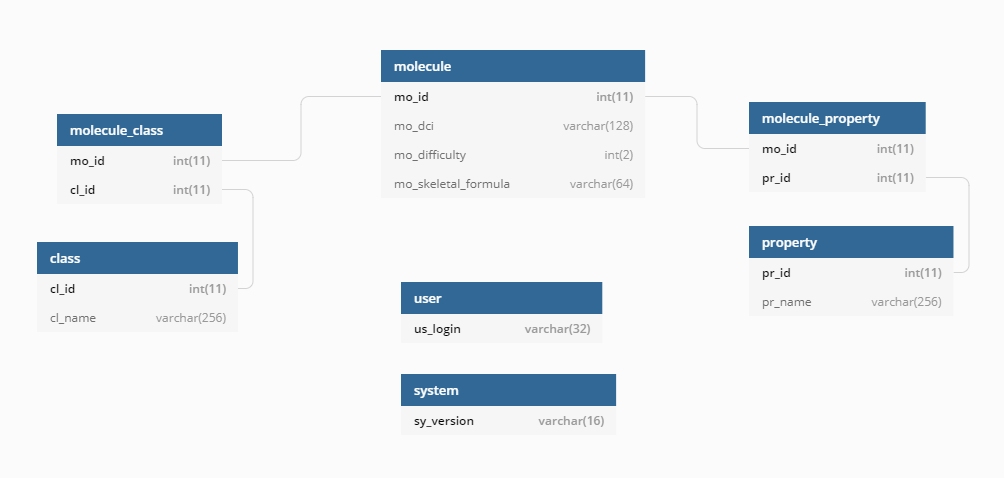 molecule
mo_id int(11)
mo_dci varchar(128)
mo_difficulty int(2)
mo_skeletal_formula varchar(64)
molecule_class
mo_id int(11)
cl_id int(11)
class
cl_id int(11)
cl_name varchar(256)
molecule_property
mo_id int(11)
pr_id int(11)
property
pr_id int(11)
pr_name varchar(256)
user
us_login varchar(32)
system
sy_version varchar(16)